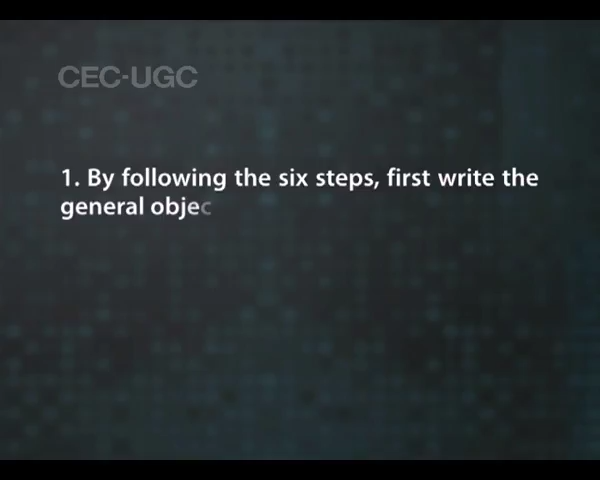 CEC-UGC
1. By following the six steps, first write the
general objec